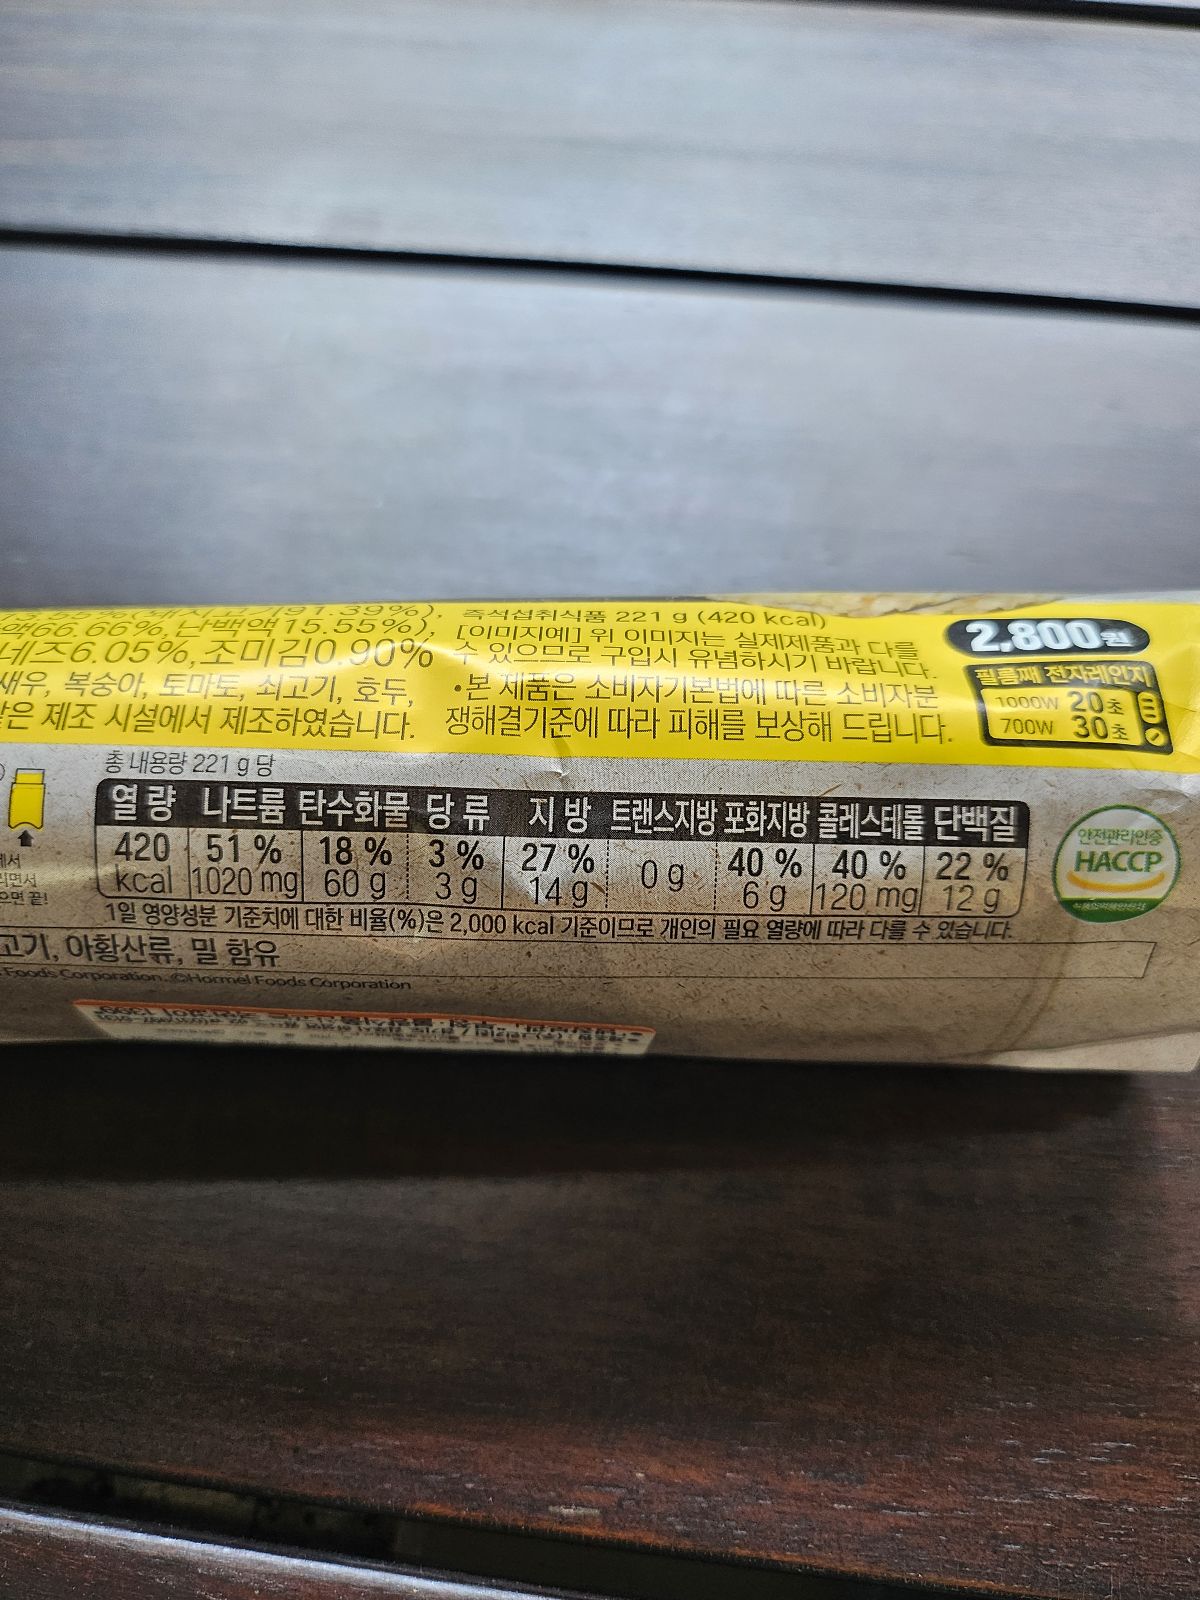 91.39%),
액66.66%,난백액15.55%),
네즈6.05%,조미김0.90%
새우, 복숭아, 토마토, 쇠고기, 호두,
같은 제조 시설에서 제조하였습니다.
즉석섭취식품 221 g (420 kcal)
[이미지예] 위 이미지는 실제제품과 다를
수 있으므로 구입시 유념하시기 바랍니다.
•본 제품은 소비자기본법에 따른 소비자분
쟁해결기준에 따라 피해를 보상해 드립니다.
2,800원
필름째 전자레인지
1000W 20초
700W 30초
총 내용량 221 g 당
열량 나트륨 탄수화물 당류 지방 트랜스지방 포화지방 콜레스테롤 단백질
420 51 % 18 % 3 % 27 % 0 g 40 % 40 % 22 %
kcal 1020 mg 60 g 3 g 14 g 6 g 120 mg 12 g
1일 영양성분 기준치에 대한 비율(%)은 2,000 kcal 기준이므로 개인의 필요 열량에 따라 다를 수 있습니다.
안전관리인증
HACCP
고기, 아황산류, 밀 함유
Foods Corporation. ©Hormel Foods Corporation